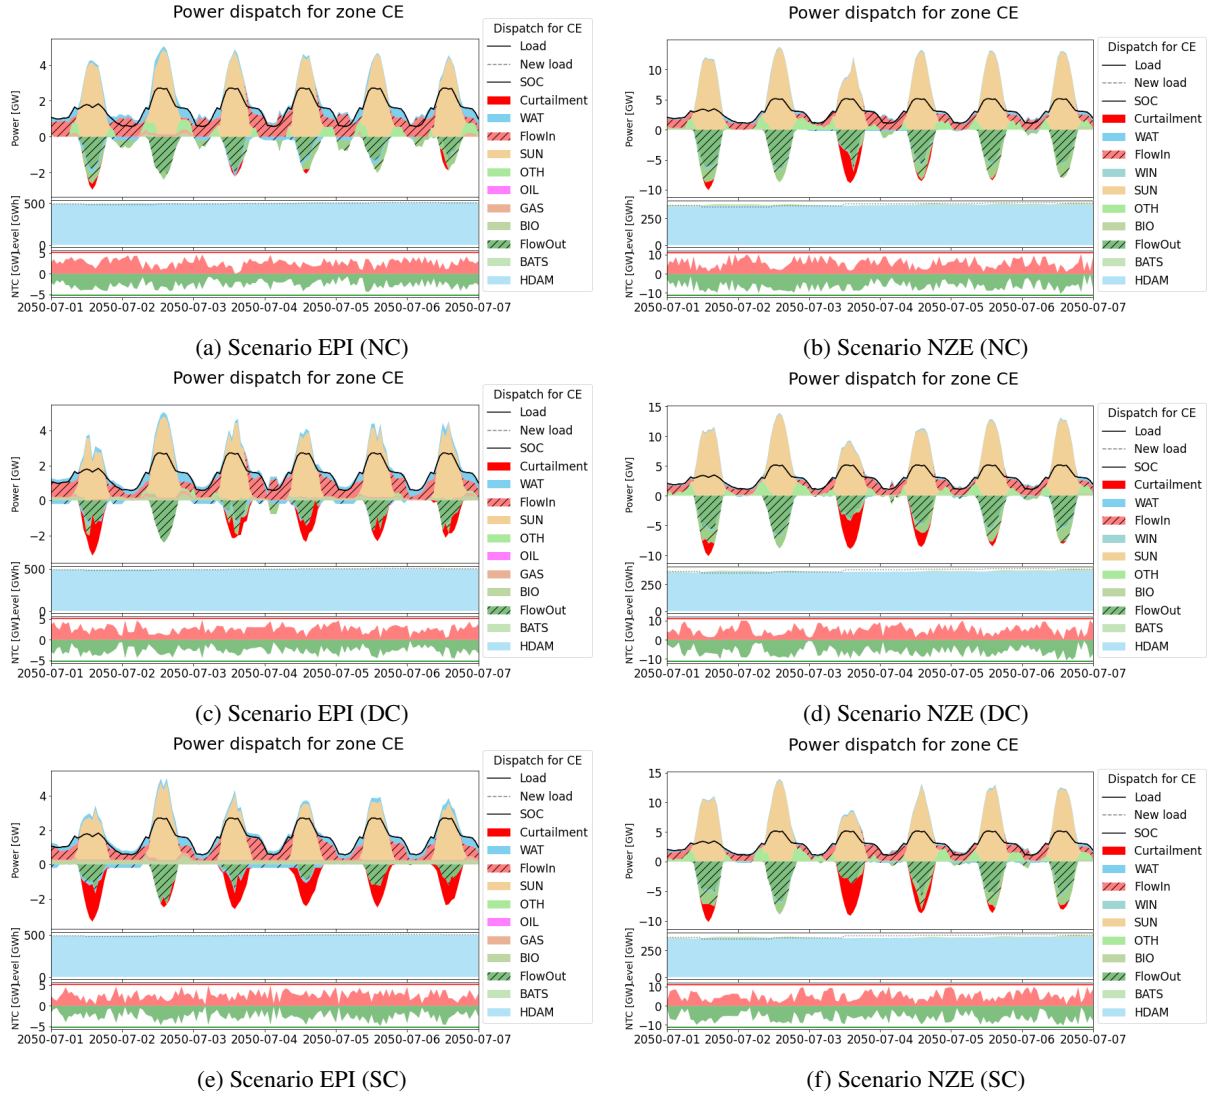 Power dispatch for zone CE
Dispatch for CE
Load
New load
SOC
Curtailment
WAT
FlowIn
SUN
OTH
OIL
GAS
BIO
FlowOut
BATS
HDAM
Power [GW]
4
2
0
−2
Level [GWh]
500
0
NTC [GW]
5
0
−5
2050-07-01 2050-07-02 2050-07-03 2050-07-04 2050-07-05 2050-07-06 2050-07-07
(a) Scenario EPI (NC)
Power dispatch for zone CE
Dispatch for CE
Load
New load
SOC
Curtailment
WAT
FlowIn
WIN
SUN
OTH
BIO
FlowOut
BATS
HDAM
Power [GW]
10
5
0
−5
−10
Level [GWh]
250
0
NTC [GW]
10
0
−10
2050-07-01 2050-07-02 2050-07-03 2050-07-04 2050-07-05 2050-07-06 2050-07-07
(b) Scenario NZE (NC)
Power dispatch for zone CE
Dispatch for CE
Load
New load
SOC
Curtailment
WAT
FlowIn
SUN
OTH
OIL
GAS
BIO
FlowOut
BATS
HDAM
Power [GW]
4
2
0
−2
Level [GWh]
500
0
NTC [GW]
5
0
−5
2050-07-01 2050-07-02 2050-07-03 2050-07-04 2050-07-05 2050-07-06 2050-07-07
(c) Scenario EPI (DC)
Power dispatch for zone CE
Dispatch for CE
Load
New load
SOC
Curtailment
WAT
FlowIn
WIN
SUN
OTH
BIO
FlowOut
BATS
HDAM
Power [GW]
15
10
5
0
−5
−10
Level [GWh]
250
0
NTC [GW]
10
0
−10
2050-07-01 2050-07-02 2050-07-03 2050-07-04 2050-07-05 2050-07-06 2050-07-07
(d) Scenario NZE (DC)
Power dispatch for zone CE
Dispatch for CE
Load
New load
SOC
Curtailment
WAT
FlowIn
SUN
OTH
OIL
GAS
BIO
FlowOut
BATS
HDAM
Power [GW]
4
2
0
−2
Level [GWh]
500
0
NTC [GW]
5
0
−5
2050-07-01 2050-07-02 2050-07-03 2050-07-04 2050-07-05 2050-07-06 2050-07-07
(e) Scenario EPI (SC)
Power dispatch for zone CE
Dispatch for CE
Load
New load
SOC
Curtailment
WAT
FlowIn
WIN
SUN
OTH
BIO
FlowOut
BATS
HDAM
Power [GW]
15
10
5
0
−5
−10
Level [GWh]
250
0
NTC [GW]
10
0
−10
2050-07-01 2050-07-02 2050-07-03 2050-07-04 2050-07-05 2050-07-06 2050-07-07
(f) Scenario NZE (SC)